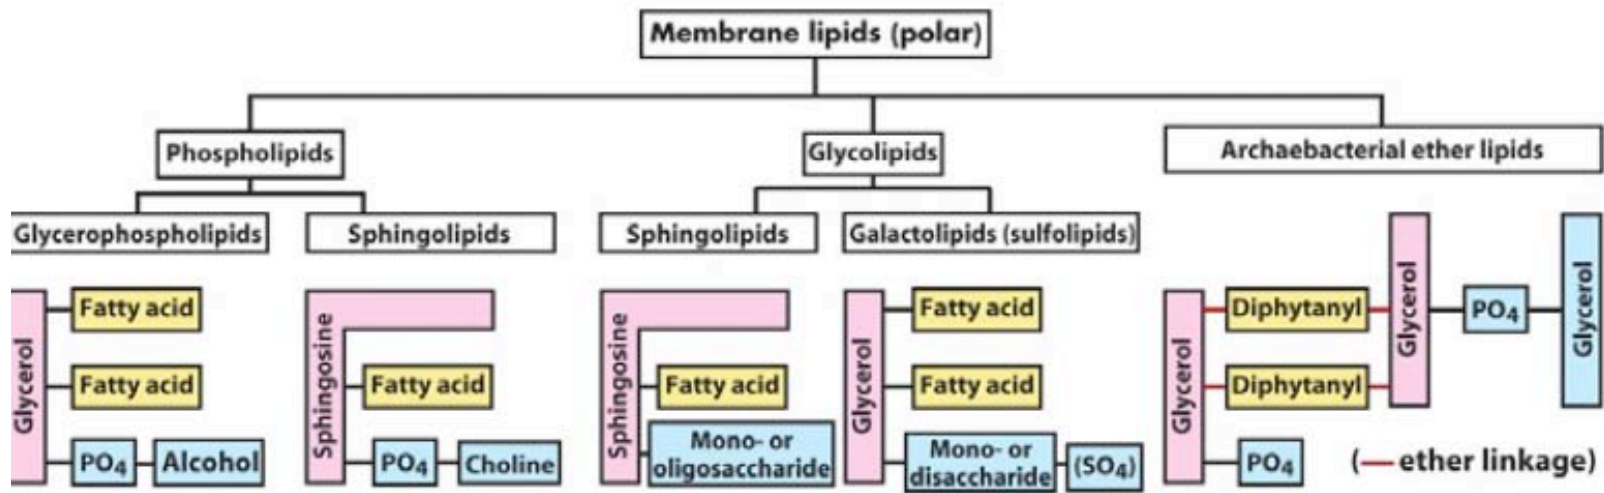 Membrane lipids (polar)
Phospholipids
Glycolipids
Archaebacterial ether lipids
Glycerophospholipids
Sphingolipids
Sphingolipids
Galactolipids (sulfolipids)
Glycerol
Fatty acid
Fatty acid
PO4
Alcohol
Sphingosine
Fatty acid
PO4
Choline
Sphingosine
Fatty acid
Mono- or
oligosaccharide
Glycerol
Fatty acid
Fatty acid
Mono- or
disaccharide
(SO4)
Glycerol
Diphytanyl
Diphytanyl
PO4
Glycerol
PO4
Glycerol
(— ether linkage)